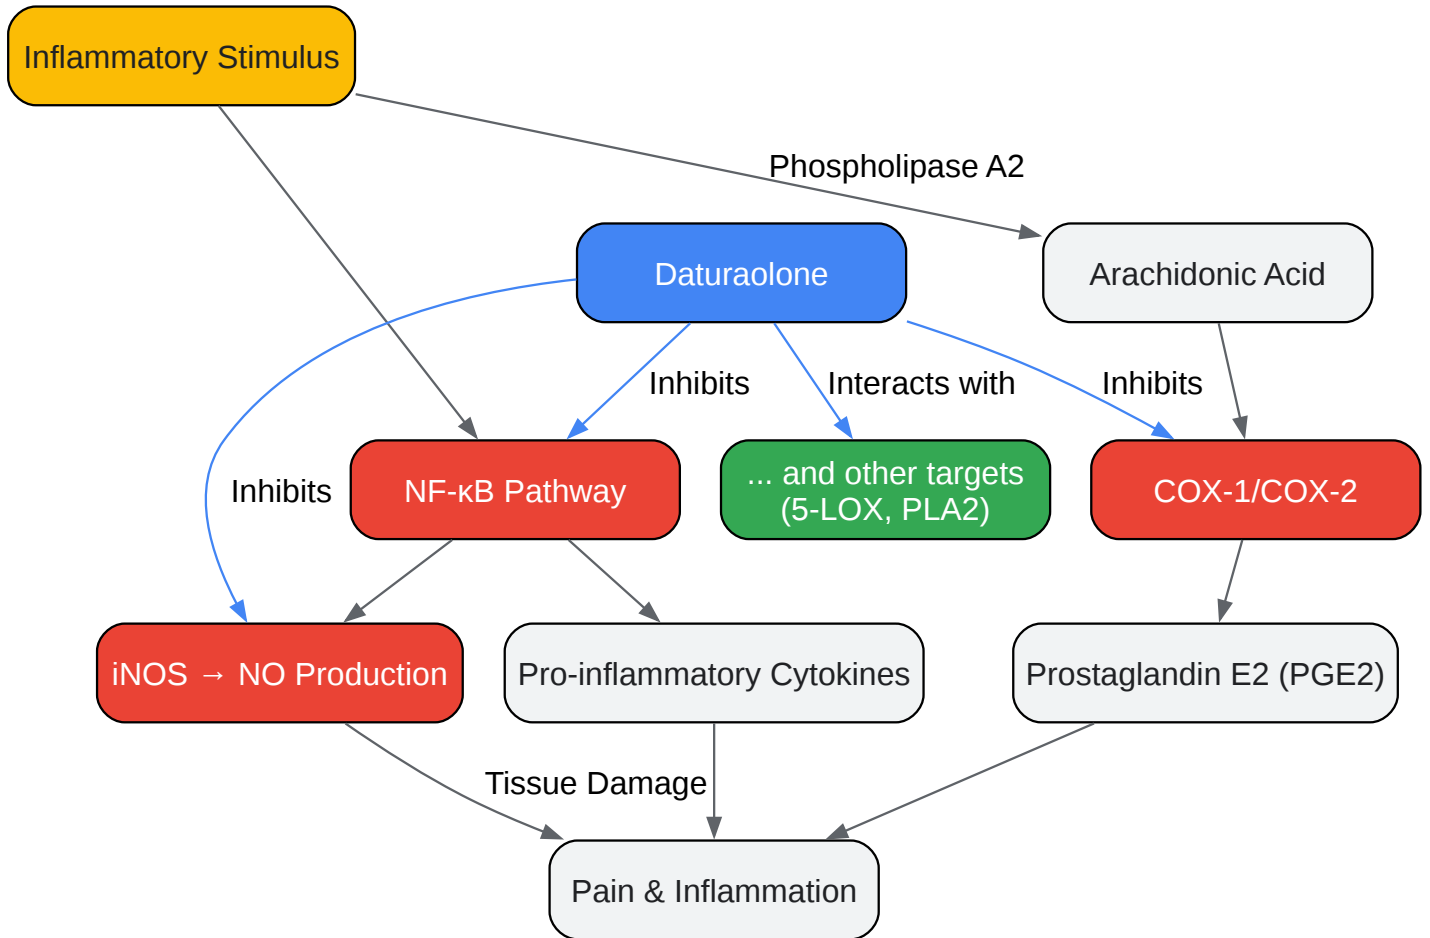 Inflammatory Stimulus
Phospholipase A2
Daturaolone
Arachidonic Acid
Inhibits
Interacts with
Inhibits
Inhibits
NF-κB Pathway
... and other targets
(5-LOX, PLA2)
COX-1/COX-2
iNOS → NO Production
Pro-inflammatory Cytokines
Prostaglandin E2 (PGE2)
Tissue Damage
Pain & Inflammation